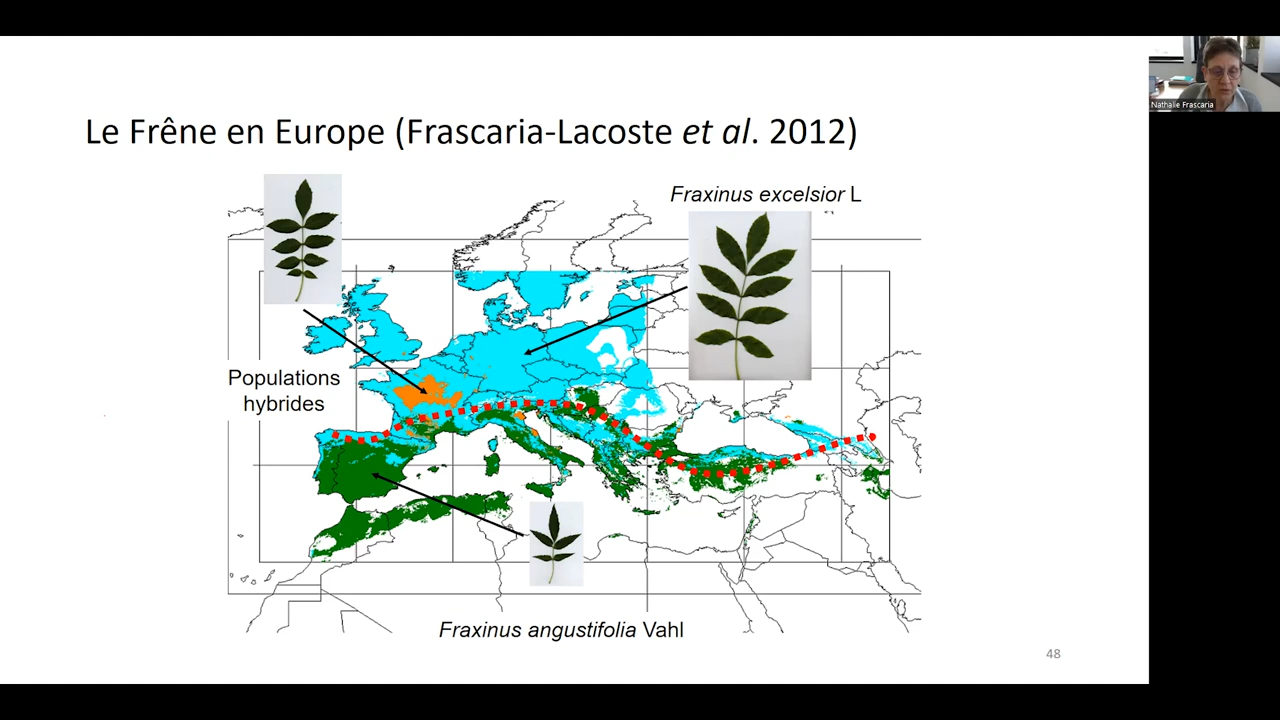 Le Frêne en Europe (Frascaria-Lacoste et al. 2012)
Nathalie Frascaria
Fraxinus excelsior L
Populations
hybrides
Fraxinus angustifolia Vahl
48